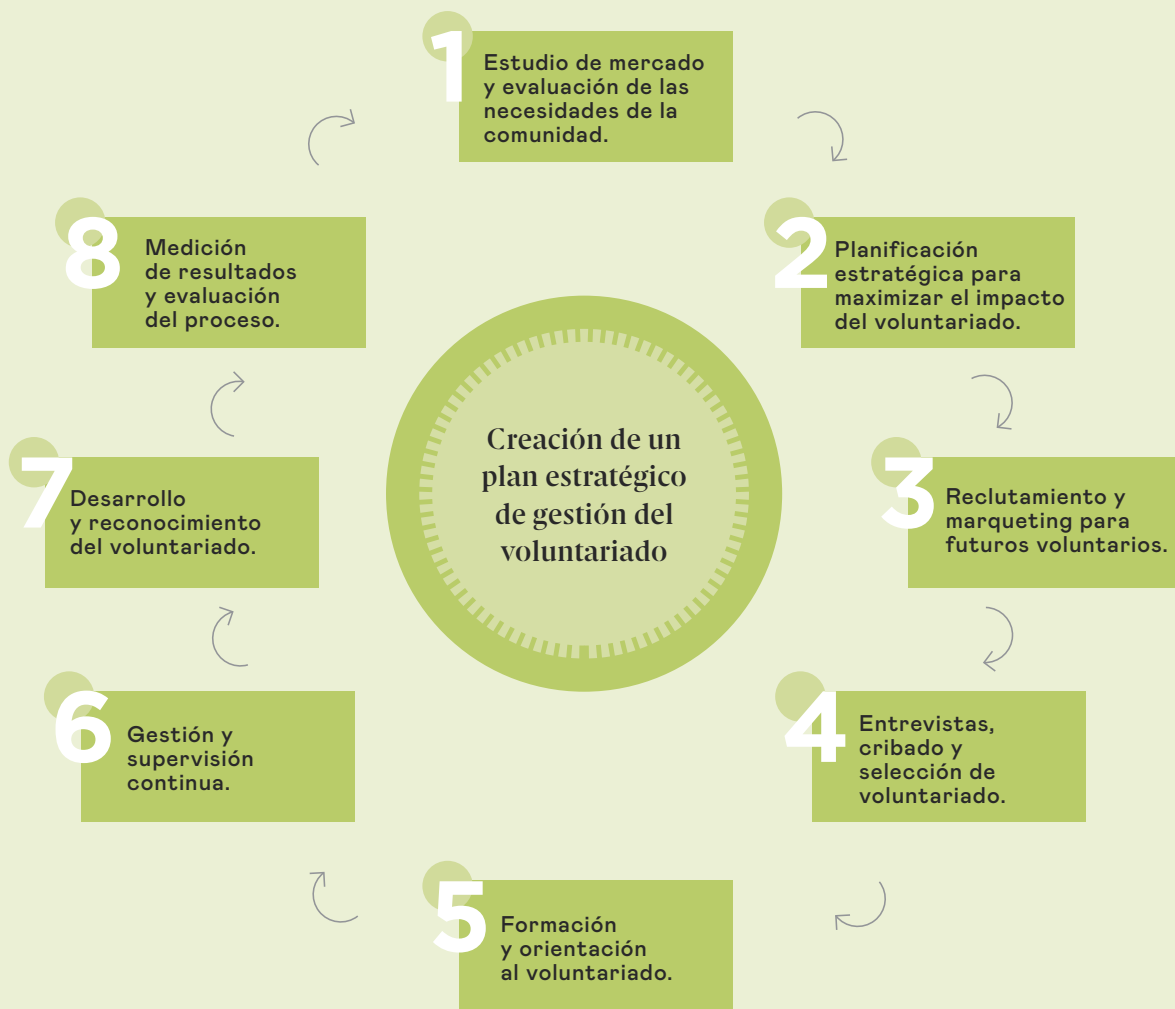 1
Estudio de mercado
y evaluación de las
necesidades de la
comunidad.
2
Planificación
estratégica para
maximizar el impacto
del voluntariado.
3
Reclutamiento y
marqueting para
futuros voluntarios.
4
Entrevistas,
cribado y
selección de
voluntariado.
5
Formación
y orientación
al voluntariado.
6
Gestión y
supervisión
continua.
7
Desarrollo
y reconocimiento
del voluntariado.
8
Medición
de resultados
y evaluación
del proceso.
Creación de un
plan estratégico
de gestión del
voluntariado